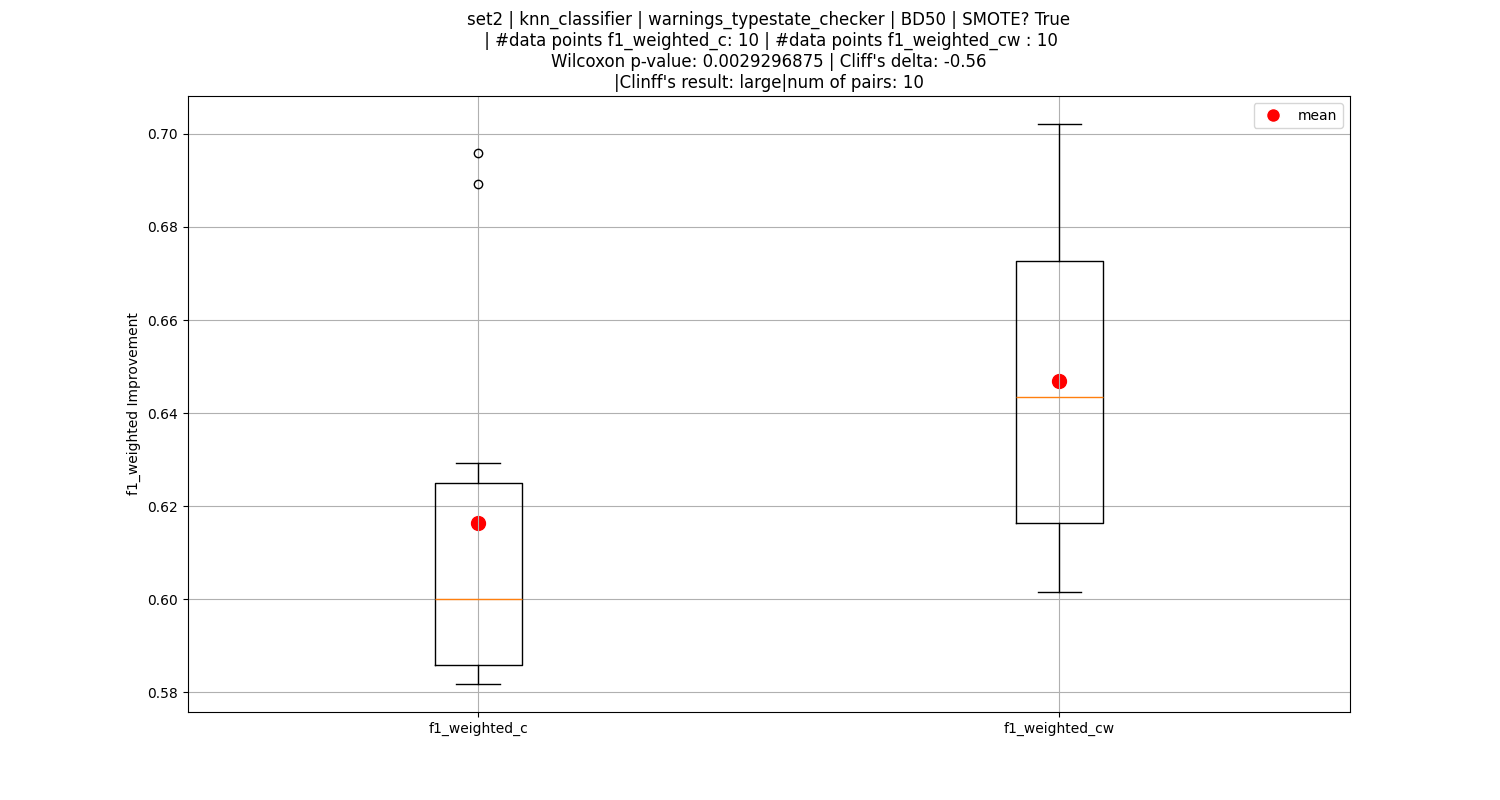 set2 | knn_classifier | warnings_typestate_checker | BD50 | SMOTE? True
| #data points f1_weighted_c: 10 | #data points f1_weighted_cw : 10
Wilcoxon p-value: 0.0029296875 | Cliff's delta: -0.56
|Clinff's result: large|num of pairs: 10
mean
0.70
0.68
0.66
0.64
0.62
0.60
0.58
f1_weighted Improvement
f1_weighted_c
f1_weighted_cw